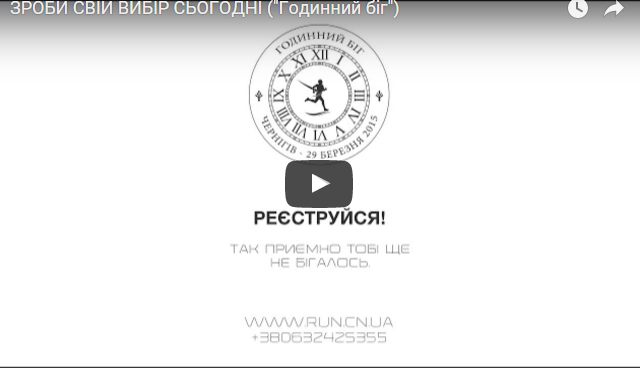 ЗРОБИ СВІЙ ВИБІР СЬОГОДНІ ("Годинний біг")
ГОДИННИЙ БІГ
XII I II III IV V VI VII VIII IX X XI
ЧЕРНІГІВ - 29 БЕРЕЗНЯ 2015
РЕЄСТРУЙСЯ!
ТАК ПРИЄМНО ТОБІ ЩЕ
НЕ БІГАЛОСЬ.
WWW.RUN.CN.UA
+380632425355